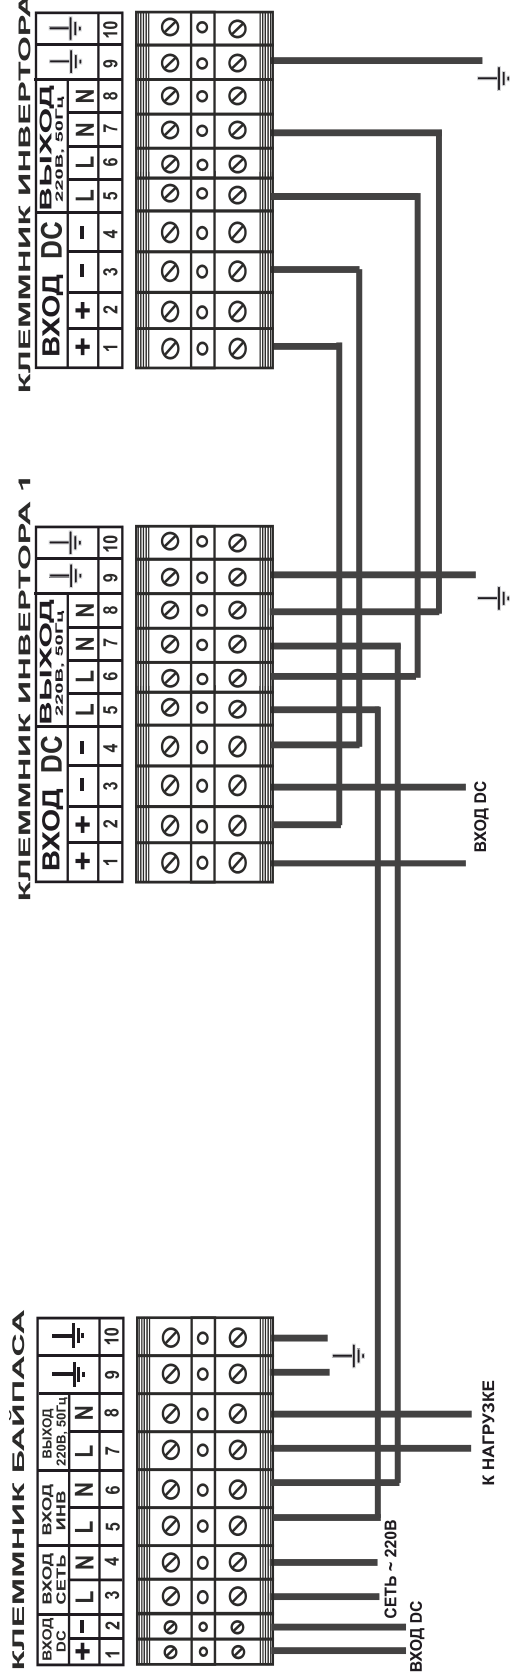 КЛЕММНИК БАЙПАСА
ВХОД DC ВХОД СЕТЬ ВХОД ИНВ ВЫХОД 220В, 50Гц
+ - L N L N L N
1 2 3 4 5 6 7 8 9 10
ВХОД DC
СЕТЬ ~ 220В
К НАГРУЗКЕ
КЛЕММНИК ИНВЕРТОРА 1
ВХОД DC ВЫХОД 220В, 50Гц
+ + - - L L N N
1 2 3 4 5 6 7 8 9 10
ВХОД DC
КЛЕММНИК ИНВЕРТОРА
ВХОД DC ВЫХОД 220В, 50Гц
+ + - - L L N N
1 2 3 4 5 6 7 8 9 10